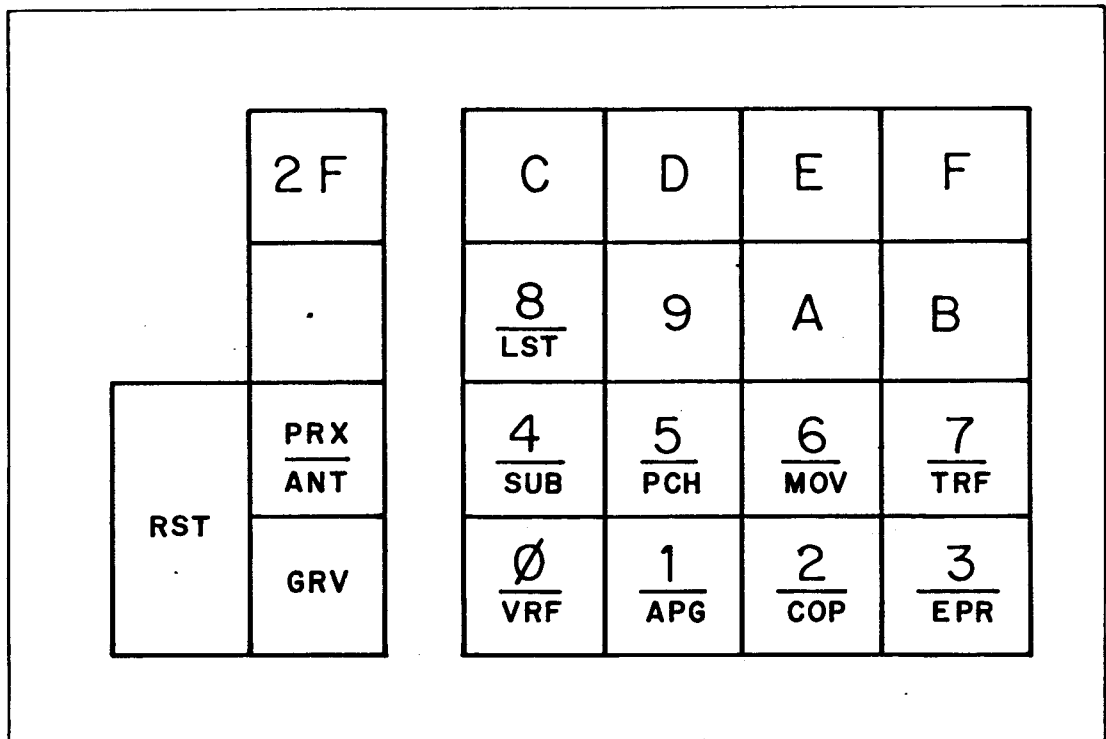 2F
C D E F
.
8 9 A B
LST
PRX
ANT
4 5 6 7
SUB PCH MOV TRF
RST
GRV
Ø 1 2 3
VRF APG COP EPR